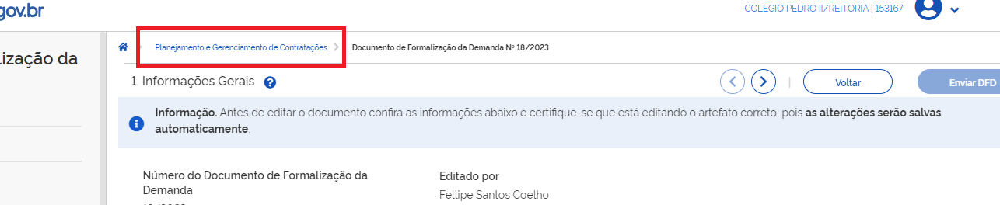 gov.br
COLEGIO PEDRO II/REITORIA | 153167
Planejamento e Gerenciamento de Contratações
Documento de Formalização da Demanda Nº 18/2023
lização da
1. Informações Gerais ?
Voltar
Enviar DFD
Informação. Antes de editar o documento confira as informações abaixo e certifique-se que está editando o artefato correto, pois as alterações serão salvas
automaticamente.
Número do Documento de Formalização da
Demanda
Editado por
Fellipe Santos Coelho